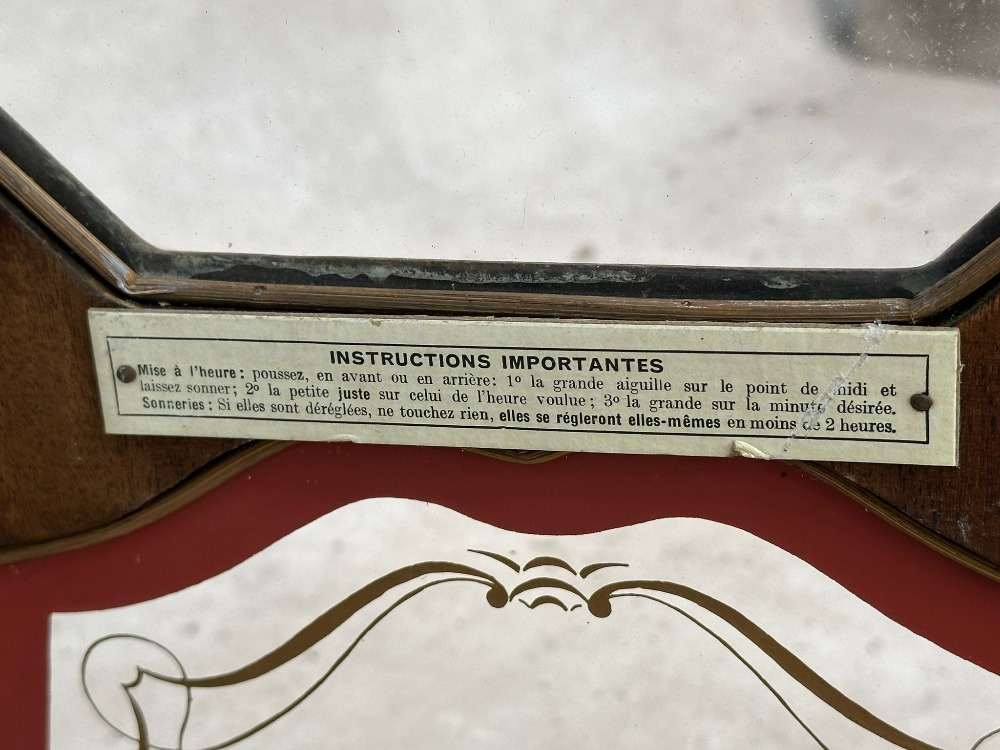 INSTRUCTIONS IMPORTANTES
Mise à l'heure : poussez, en avant ou en arrière : 1º la grande aiguille sur le point de midi et
laissez sonner ; 2º la petite juste sur celui de l'heure voulue ; 3º la grande sur la minute désirée.
Sonneries : Si elles sont déréglées, ne touchez rien, elles se régleront elles-mêmes en moins de 2 heures.